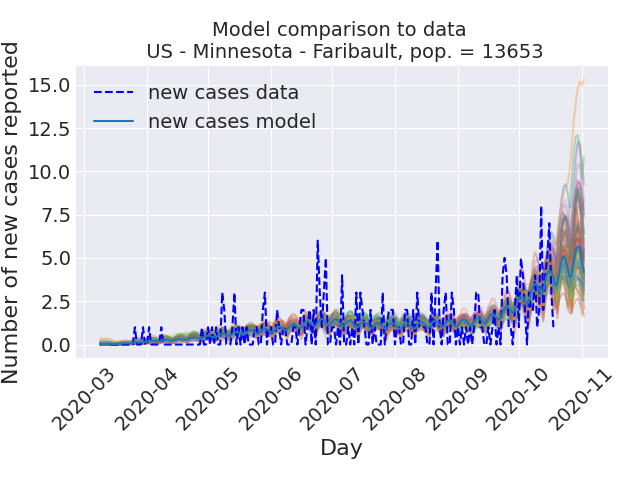 Model comparison to data
US - Minnesota - Faribault, pop. = 13653
Number of new cases reported
15.0
12.5
10.0
7.5
5.0
2.5
0.0
new cases data
new cases model
2020-03
2020-04
2020-05
2020-06
2020-07
2020-08
2020-09
2020-10
2020-11
Day